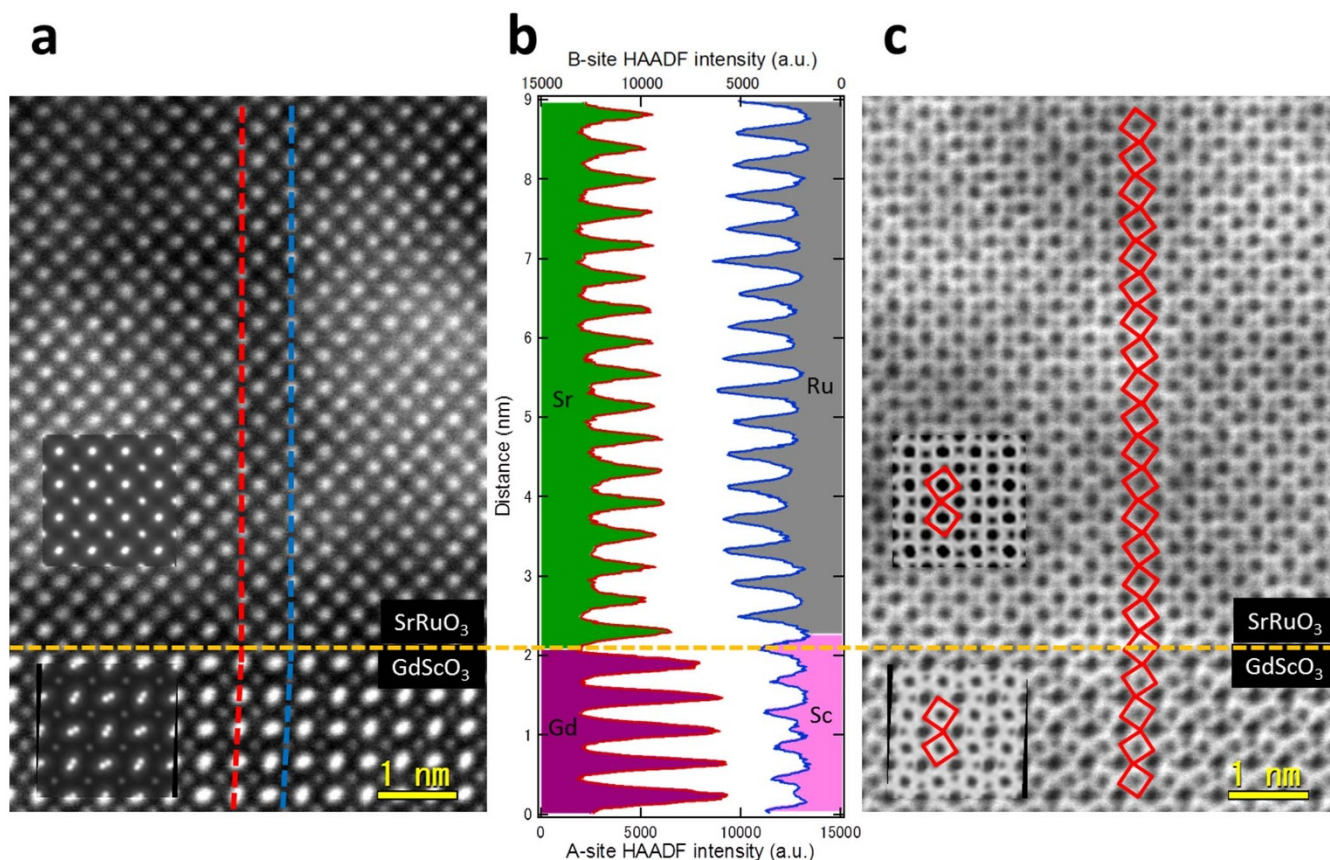 a
b
c
B-site HAADF intensity (a.u.)
15000 10000 5000 0
9
8
7
6
5
4
3
2
1
0
Distance (nm)
Sr
Ru
Gd
Sc
0 5000 10000 15000
A-site HAADF intensity (a.u.)
SrRuO₃
GdScO₃
1 nm
SrRuO₃
GdScO₃
1 nm